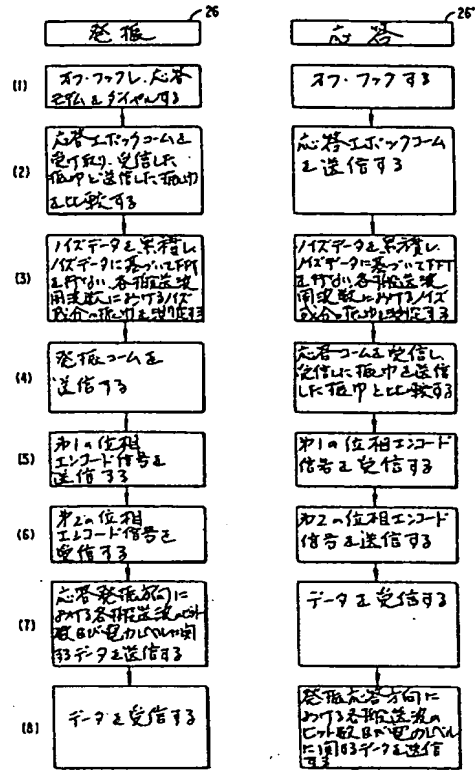 26
発振
26'
応答
(1)
オフ・フックし、応答
モデムをダイヤルする
オフ・フックする
(2)
応答エポックコームを
受け取り、受信した
振巾と送信した振巾
を比較する
応答エポックコーム
を送信する
(3)
ノイズデータを累積し、
ノイズデータに基づいてFFT
を行ない、各搬送波
周波数におけるノイズ
成分の振巾を測定する
ノイズデータを累積し、
ノイズデータに基づいてFFT
を行ない、各搬送波
周波数におけるノイズ
成分の振巾を測定する
(4)
発振コームを
送信する
応答コームを受信し、
受信した振巾を送信
した振巾と比較する
(5)
第1の位相
エンコード信号を
送信する
第1の位相エンコード
信号を受信する
(6)
第2の位相
エンコード信号を
受信する
第2の位相エンコード
信号を送信する
(7)
応答発振方向に
おける各搬送波のビット
数及び電力レベルに関
するデータを送信する
データを受信する
(8)
データを受信する
発振応答方向に
おける各搬送波の
ビット数及び電力レベル
に関するデータを送信
する